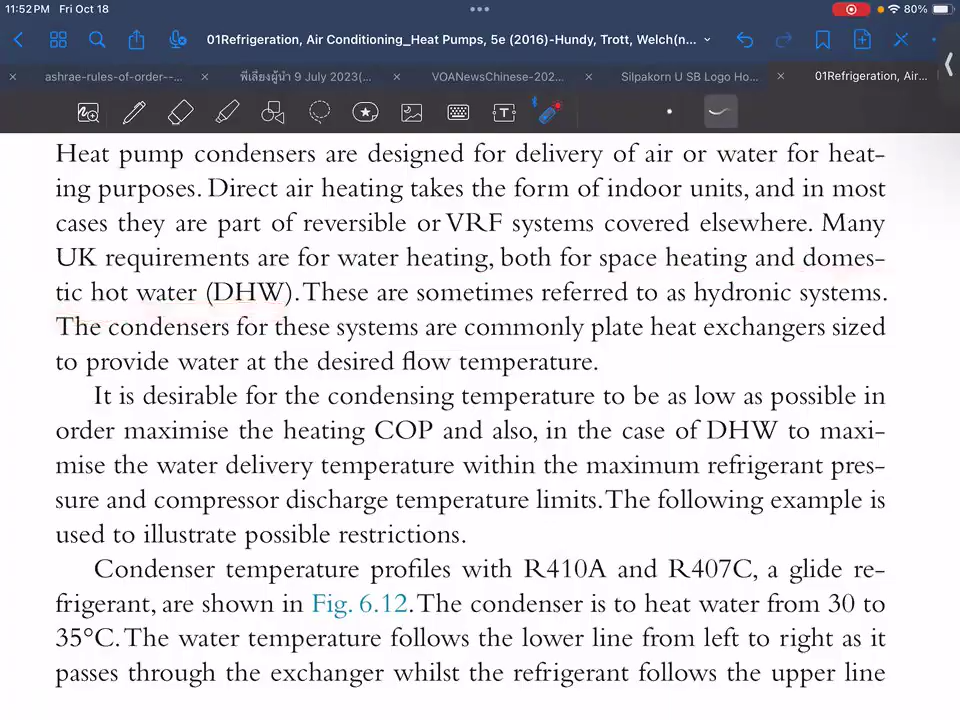 11:52PM Fri Oct 18
80%
01Refrigeration, Air Conditioning_Heat Pumps, 5e (2016)-Hundy, Trott, Welch(n...
ashrae-rules-of-order--...
พี่เลี้ยงผู้นำ 9 July 2023(...
VOANewsChinese-202...
Silpakorn U SB Logo Ho...
01Refrigeration, Air...
Heat pump condensers are designed for delivery of air or water for heat-
ing purposes. Direct air heating takes the form of indoor units, and in most
cases they are part of reversible or VRF systems covered elsewhere. Many
UK requirements are for water heating, both for space heating and domes-
tic hot water (DHW). These are sometimes referred to as hydronic systems.
The condensers for these systems are commonly plate heat exchangers sized
to provide water at the desired flow temperature.
It is desirable for the condensing temperature to be as low as possible in
order maximise the heating COP and also, in the case of DHW to maxi-
mise the water delivery temperature within the maximum refrigerant pres-
sure and compressor discharge temperature limits. The following example is
used to illustrate possible restrictions.
Condenser temperature profiles with R410A and R407C, a glide re-
frigerant, are shown in Fig. 6.12. The condenser is to heat water from 30 to
35°C. The water temperature follows the lower line from left to right as it
passes through the exchanger whilst the refrigerant follows the upper line